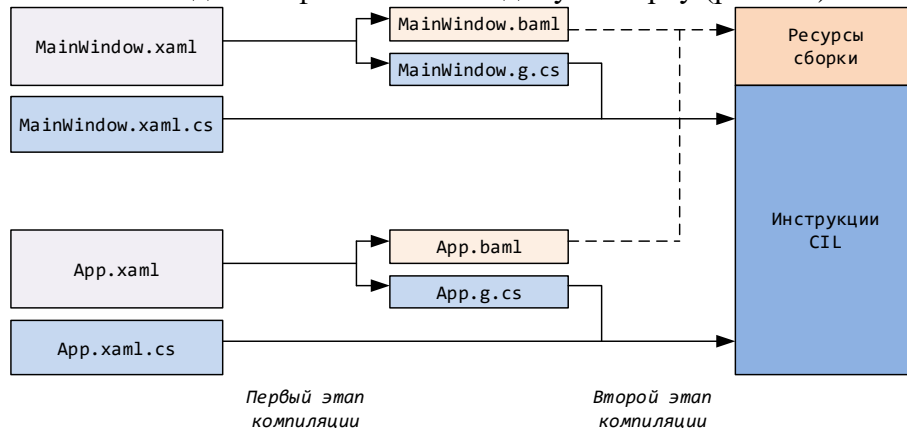 MainWindow.xaml
MainWindow.baml
Ресурсы
сборки
MainWindow.g.cs
MainWindow.xaml.cs
Инструкции
CIL
App.xaml
App.baml
App.g.cs
App.xaml.cs
Первый этап
компиляции
Второй этап
компиляции